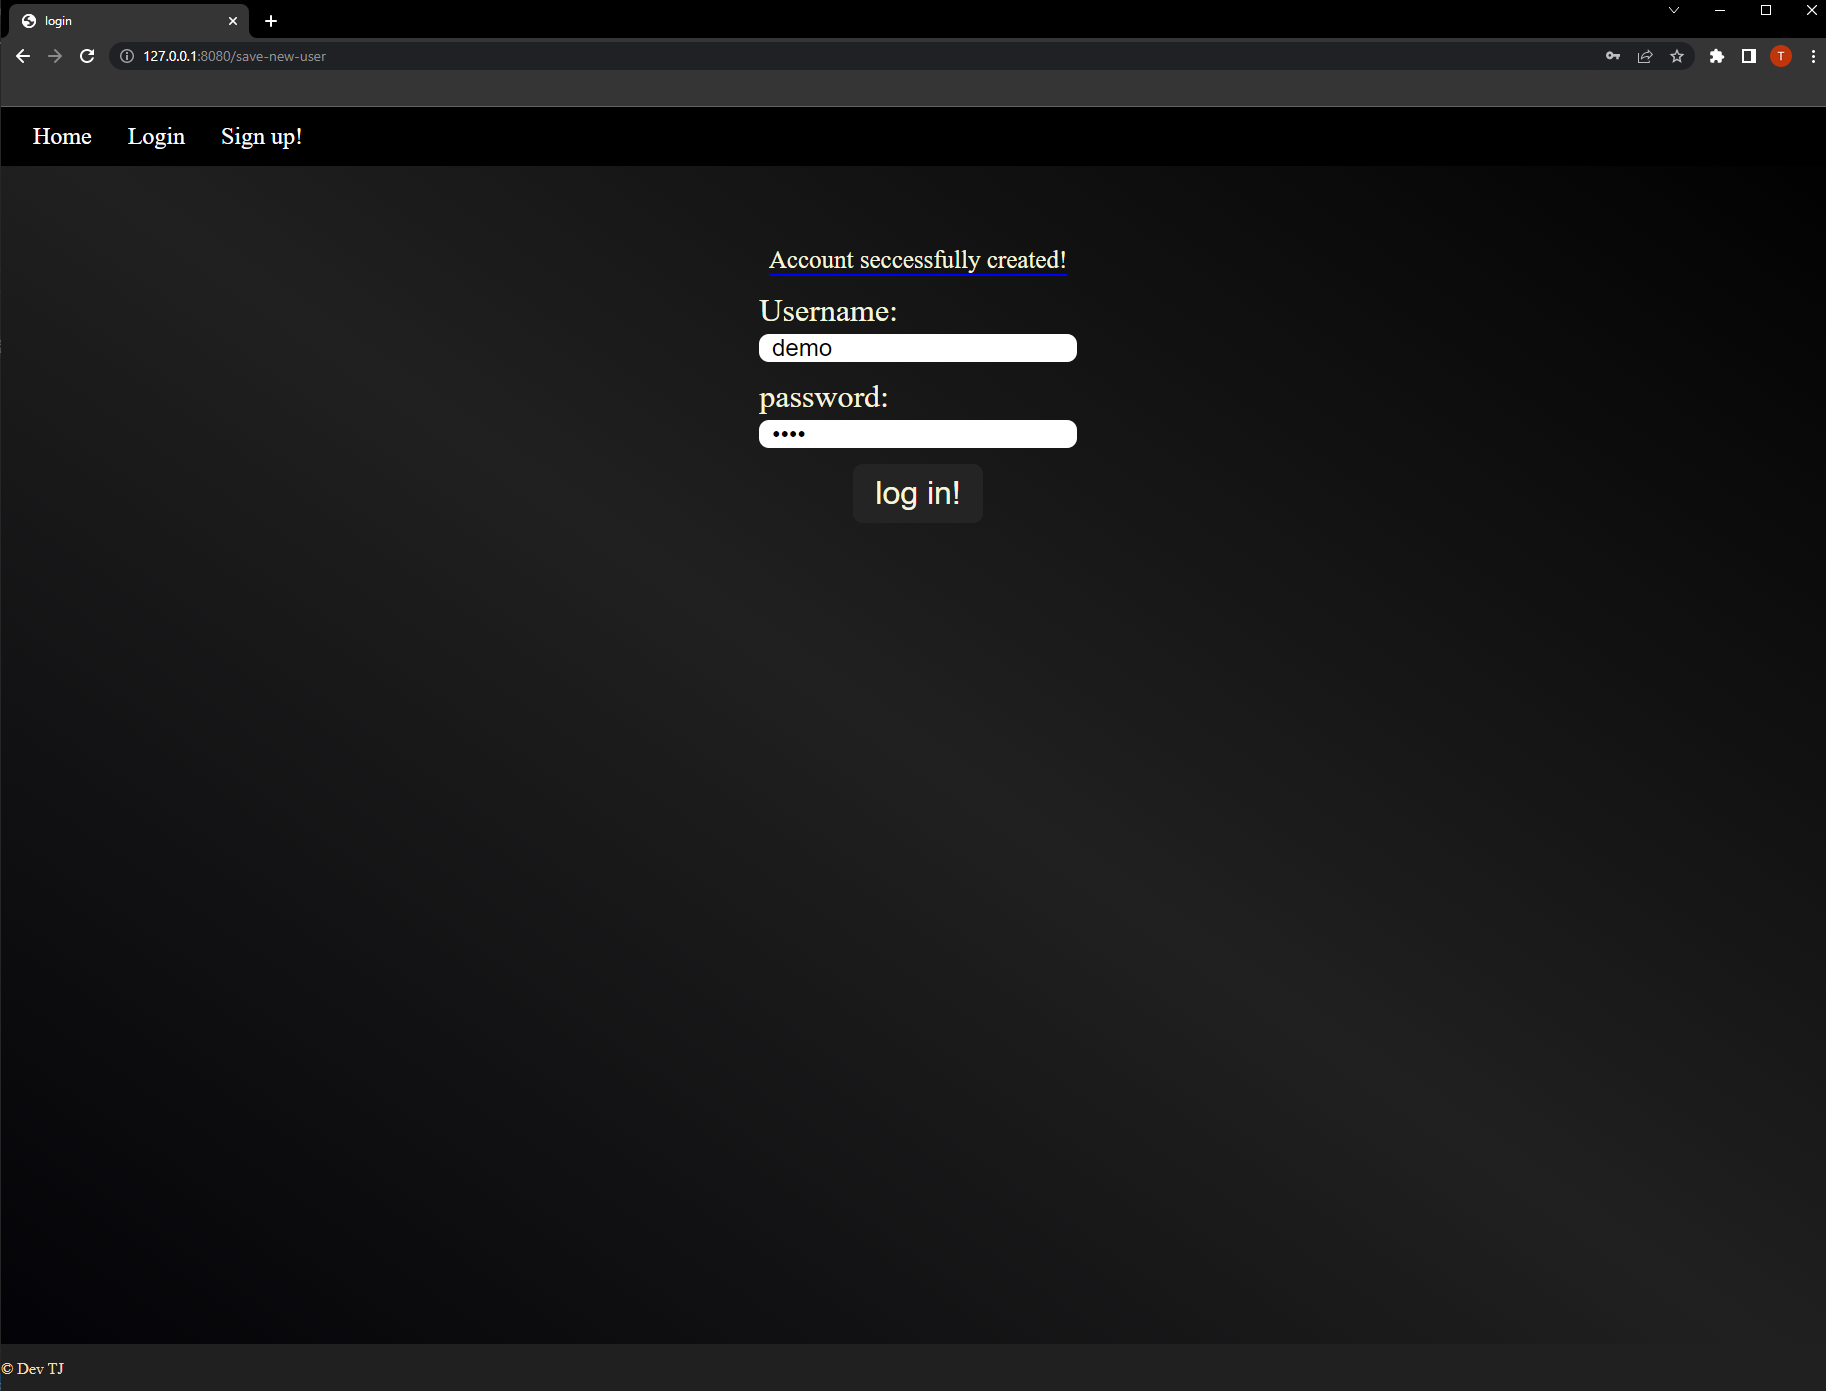 login
127.0.0.1:8080/save-new-user
T
Home Login Sign up!
Account seccessfully created!
Username:
demo
password:
••••
log in!
© Dev TJ